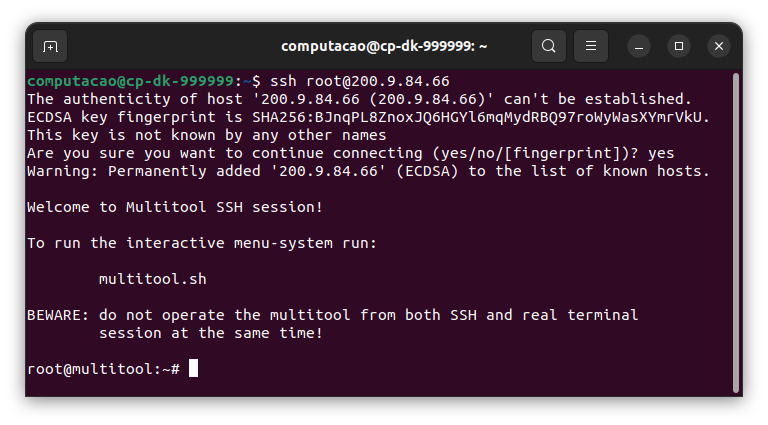 computacao@cp-dk-999999: ~
computacao@cp-dk-999999:~$ ssh root@200.9.84.66
The authenticity of host '200.9.84.66 (200.9.84.66)' can't be established.
ECDSA key fingerprint is SHA256:BJnqPL8ZnoxJQ6HGYl6mqMydRBQ97roWyWasXYmrVkU.
This key is not known by any other names
Are you sure you want to continue connecting (yes/no/[fingerprint])? yes
Warning: Permanently added '200.9.84.66' (ECDSA) to the list of known hosts.
Welcome to Multitool SSH session!
To run the interactive menu-system run:
multitool.sh
BEWARE: do not operate the multitool from both SSH and real terminal
session at the same time!
root@multitool:~#